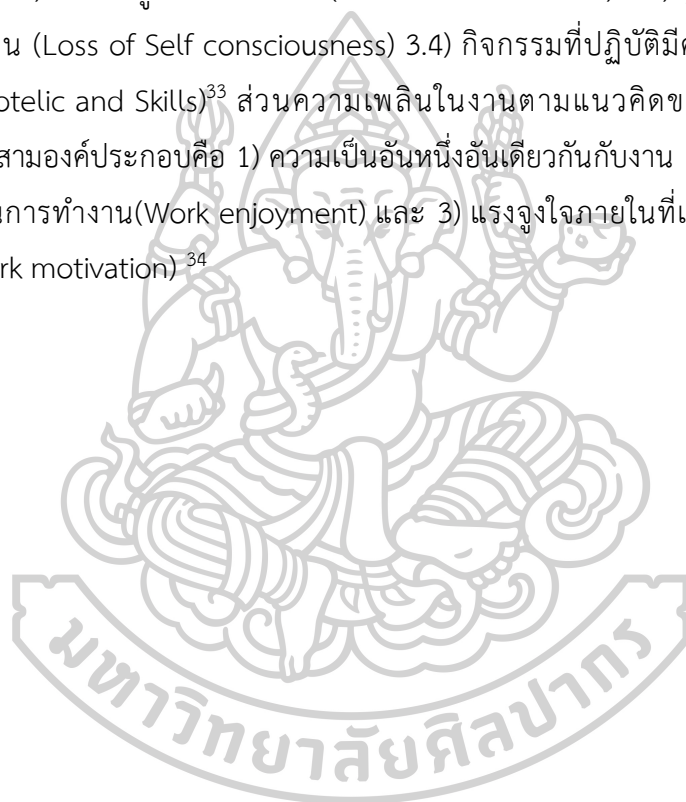 น (Loss of Self consciousness) 3.4) กิจกรรมที่ปฏิบัติมี
otelic and Skills)33 ส่วนความเพลินในงานตามแนวคิดข
สามองค์ประกอบคือ 1) ความเป็นอันหนึ่งอันเดียวกันกับงาน
นการทำงาน(Work enjoyment) และ 3) แรงจูงใจภายในที่เ
rk motivation) 34
มหาวิทยาลัยศิลปากร